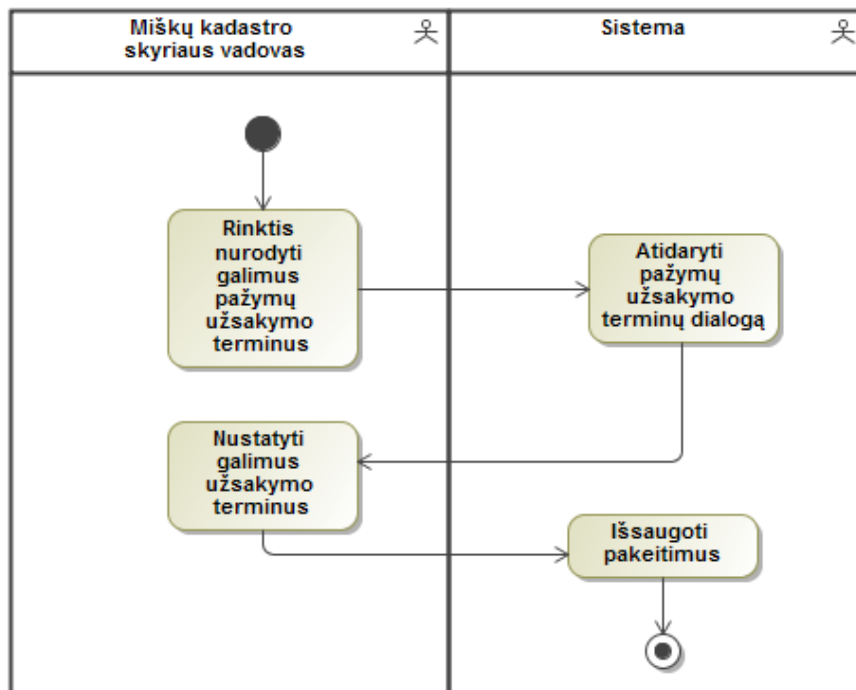 Miškų kadastro
skyriaus vadovas
Sistema
Rinktis
nurodyti
galimus
pažymų
užsakymo
terminus
Atidaryti
pažymų
užsakymo
terminų dialogą
Nustatyti
galimus
užsakymo
terminus
Išsaugoti
pakeitimus